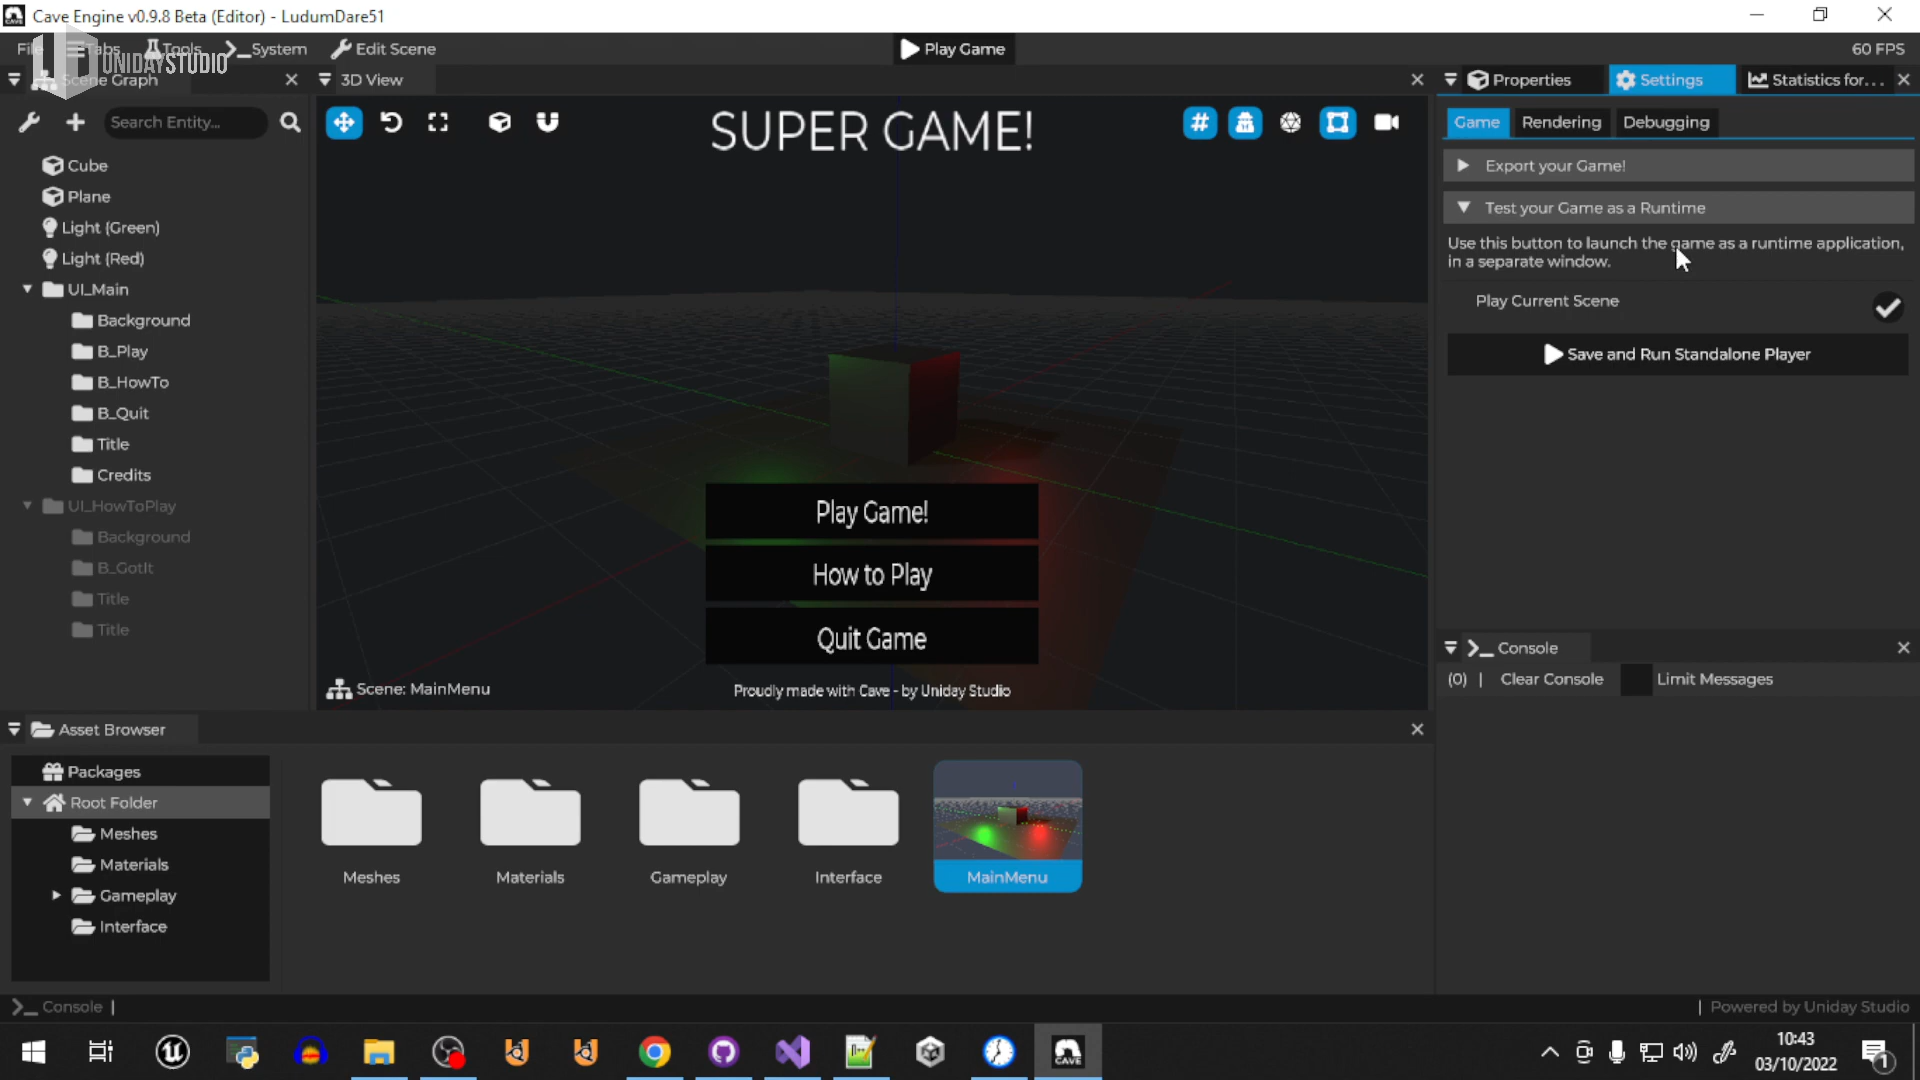 Cave Engine v0.9.8 Beta (Editor) - LudumDare51
File
Tabs
Tools
System
Edit Scene
Play Game
60 FPS
UNIDAYSTUDIO
Scene Graph
3D View
Properties
Settings
Statistics for...
Search Entity...
SUPER GAME!
Game
Rendering
Debugging
Cube
Plane
Light (Green)
Light (Red)
UI_Main
Background
B_Play
B_HowTo
B_Quit
Title
Credits
UI_HowToPlay
Background
B_GotIt
Title
Title
Play Game!
How to Play
Quit Game
Scene: MainMenu
Proudly made with Cave - by Uniday Studio
Export your Game!
Test your Game as a Runtime
Use this button to launch the game as a runtime application,
in a separate window.
Play Current Scene
Save and Run Standalone Player
Console
(0) | Clear Console
Limit Messages
Asset Browser
Packages
Root Folder
Meshes
Materials
Gameplay
Interface
Meshes
Materials
Gameplay
Interface
MainMenu
Console |
| Powered by Uniday Studio
CAVE
10:43
03/10/2022
1